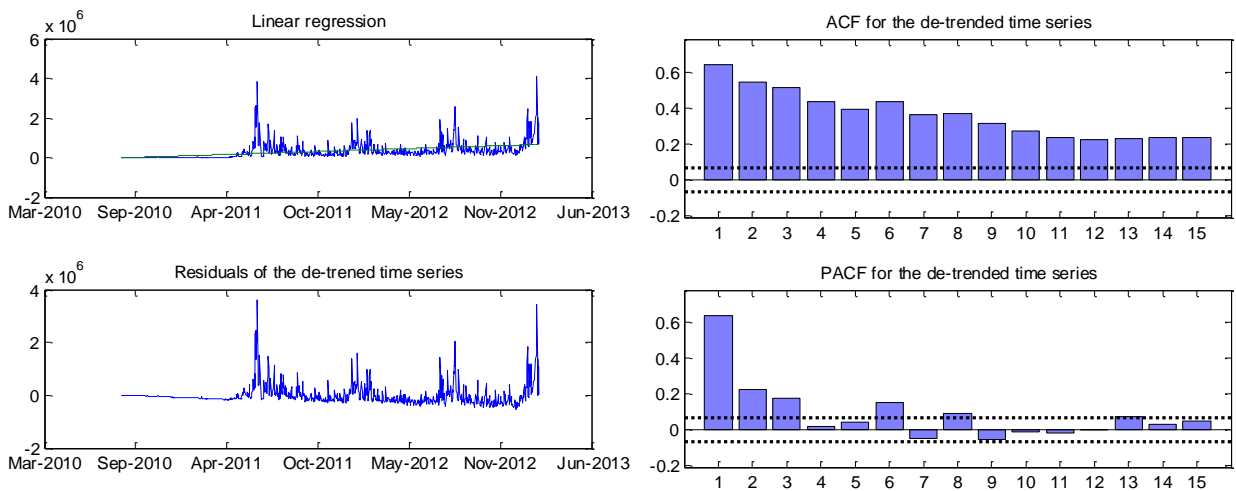 Linear regression
x 10^6
6
4
2
0
-2
Mar-2010 Sep-2010 Apr-2011 Oct-2011 May-2012 Nov-2012 Jun-2013
ACF for the de-trended time series
0.6
0.4
0.2
0
-0.2
1 2 3 4 5 6 7 8 9 10 11 12 13 14 15
Residuals of the de-trened time series
x 10^6
4
2
0
-2
Mar-2010 Sep-2010 Apr-2011 Oct-2011 May-2012 Nov-2012 Jun-2013
PACF for the de-trended time series
0.6
0.4
0.2
0
-0.2
1 2 3 4 5 6 7 8 9 10 11 12 13 14 15